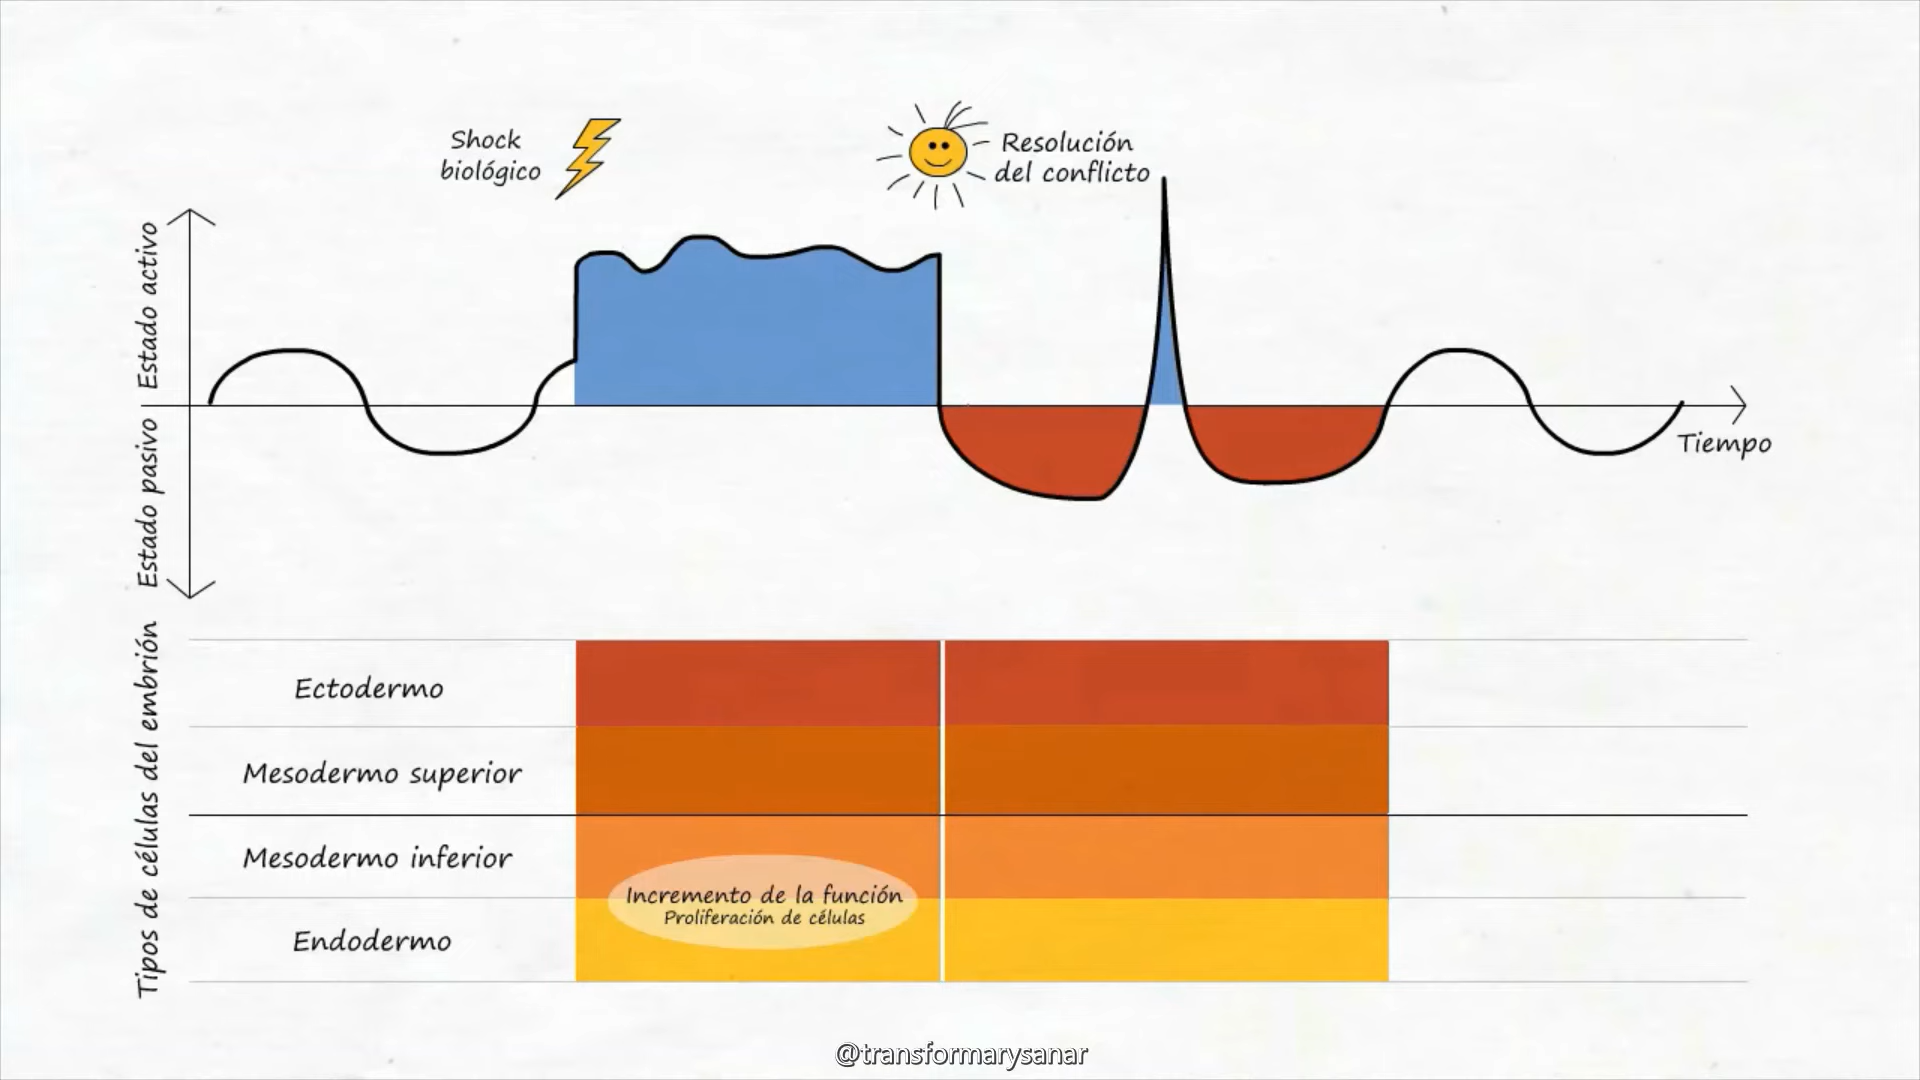 Shock
biológico
Resolución
del conflicto
Estado activo
Estado pasivo
Tiempo
Tipos de células del embrión
Ectodermo
Mesodermo superior
Mesodermo inferior
Incremento de la función
Proliferación de células
Endodermo
@transformarysanar